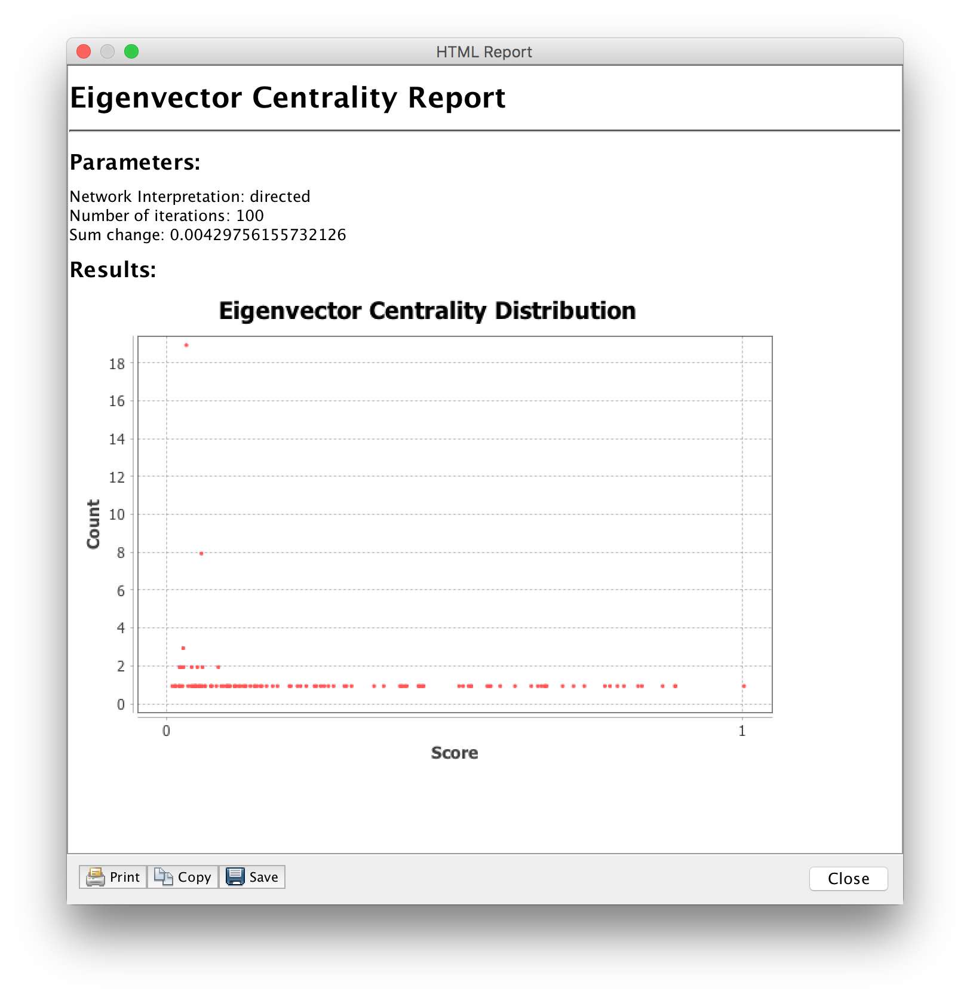 HTML Report
Eigenvector Centrality Report
Parameters:
Network Interpretation: directed
Number of iterations: 100
Sum change: 0.00429756155732126
Results:
Eigenvector Centrality Distribution
18
16
14
12
10
8
6
4
2
0
Count
0 1
Score
Print Copy Save Close